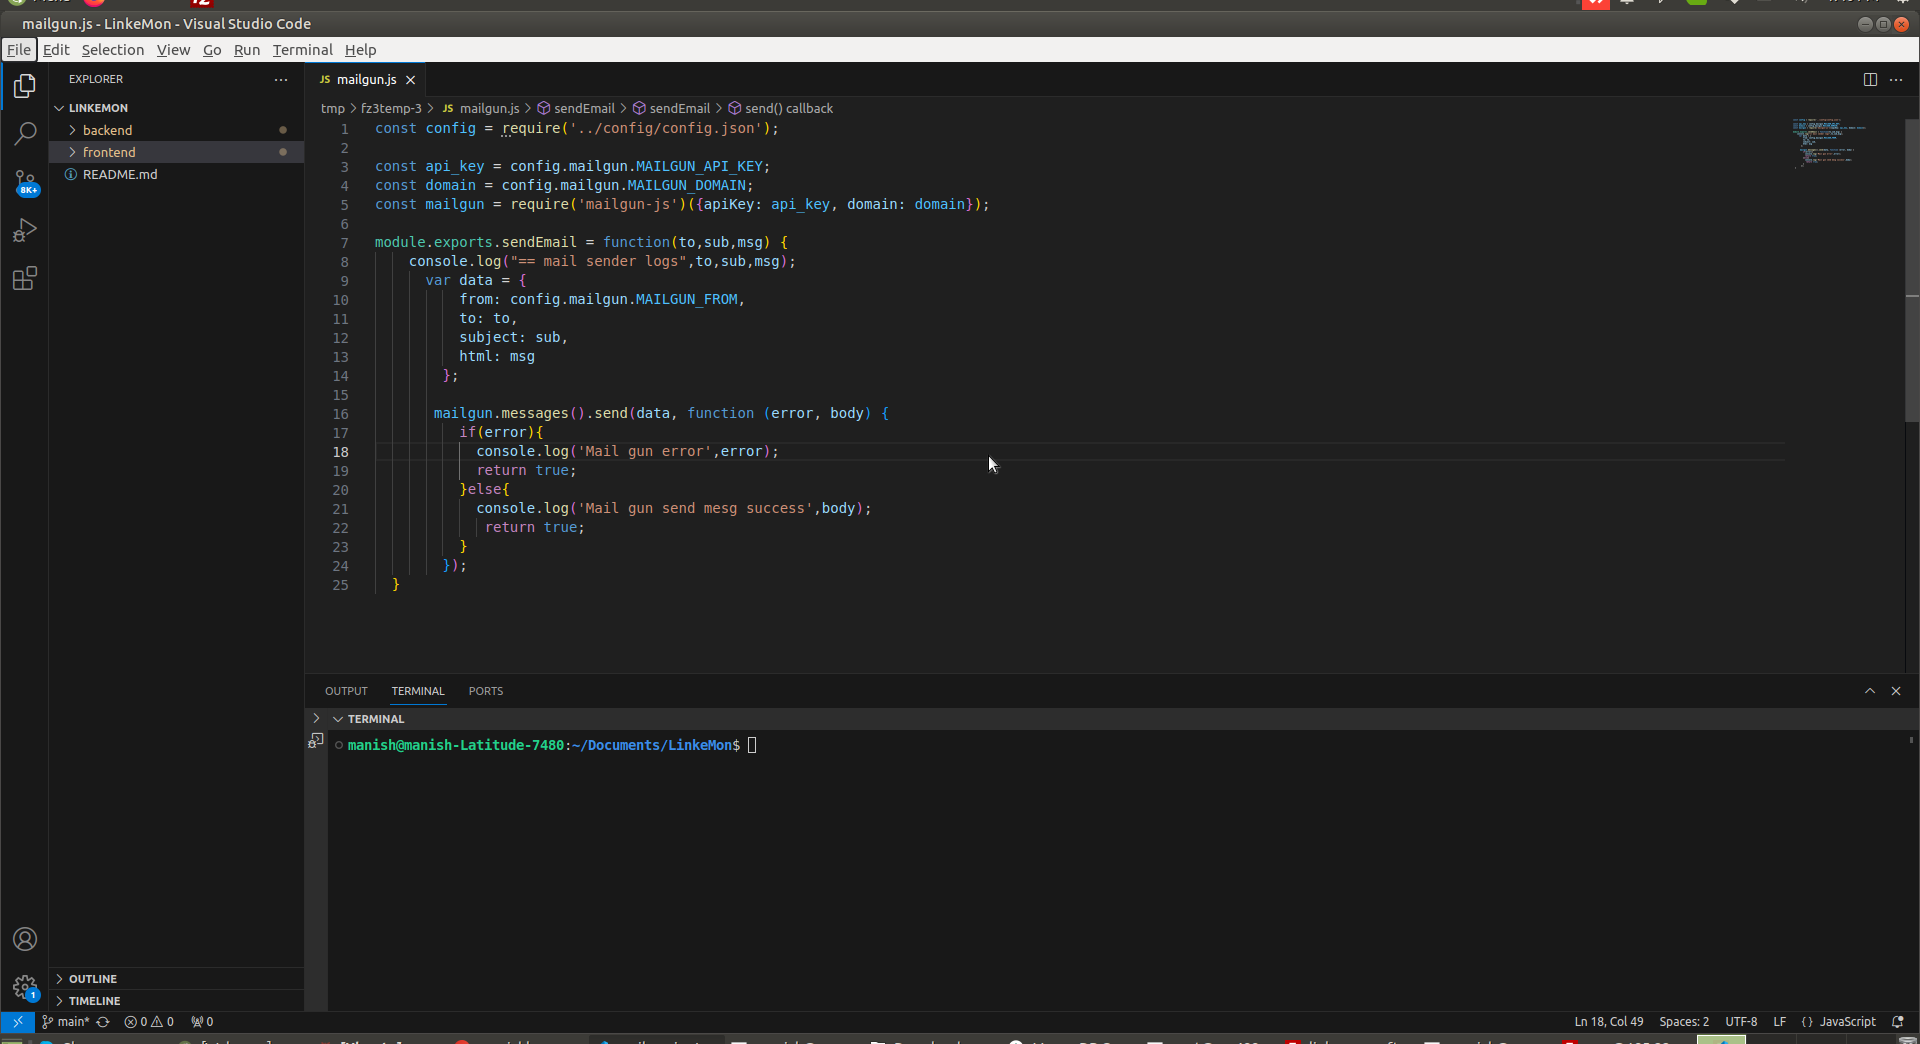 mailgun.js - LinkeMon - Visual Studio Code
File Edit Selection View Go Run Terminal Help
EXPLORER
LINKEMON
backend
frontend
README.md
8K+
OUTLINE
TIMELINE
1
JS mailgun.js
tmp > fz3temp-3 > JS mailgun.js > sendEmail > sendEmail > send() callback
1 const config = require('../config/config.json');
2
3 const api_key = config.mailgun.MAILGUN_API_KEY;
4 const domain = config.mailgun.MAILGUN_DOMAIN;
5 const mailgun = require('mailgun-js')({apiKey: api_key, domain: domain});
6
7 module.exports.sendEmail = function(to,sub,msg) {
8 console.log("== mail sender logs",to,sub,msg);
9 var data = {
10 from: config.mailgun.MAILGUN_FROM,
11 to: to,
12 subject: sub,
13 html: msg
14 };
15
16 mailgun.messages().send(data, function (error, body) {
17 if(error){
18 console.log('Mail gun error',error);
19 return true;
20 }else{
21 console.log('Mail gun send mesg success',body);
22 return true;
23 }
24 });
25 }
OUTPUT TERMINAL PORTS
TERMINAL
manish@manish-Latitude-7480:~/Documents/LinkeMon$
main* 0 0 0
Ln 18, Col 49 Spaces: 2 UTF-8 LF {} JavaScript